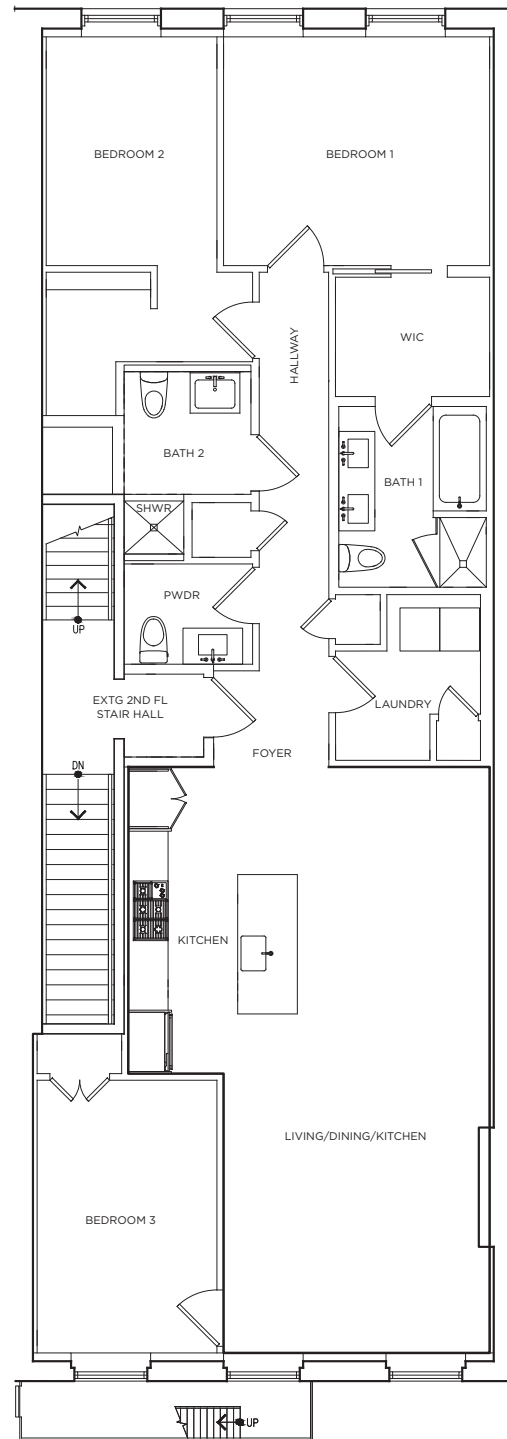 BEDROOM 2
BEDROOM 1
HALLWAY
WIC
BATH 2
BATH 1
SHWR
PWDR
UP
EXTG 2ND FL
STAIR HALL
LAUNDRY
FOYER
DN
KITCHEN
LIVING/DINING/KITCHEN
BEDROOM 3
UP